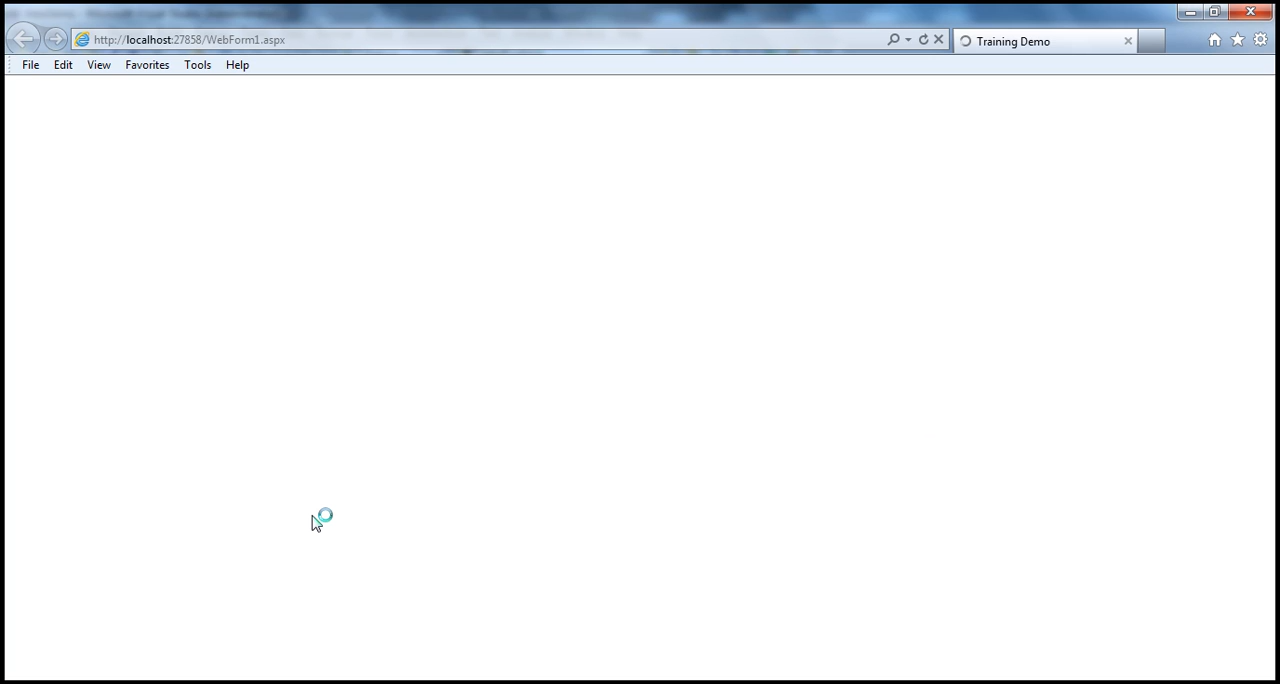 http://localhost:27858/WebForm1.aspx
Training Demo
File Edit View Favorites Tools Help